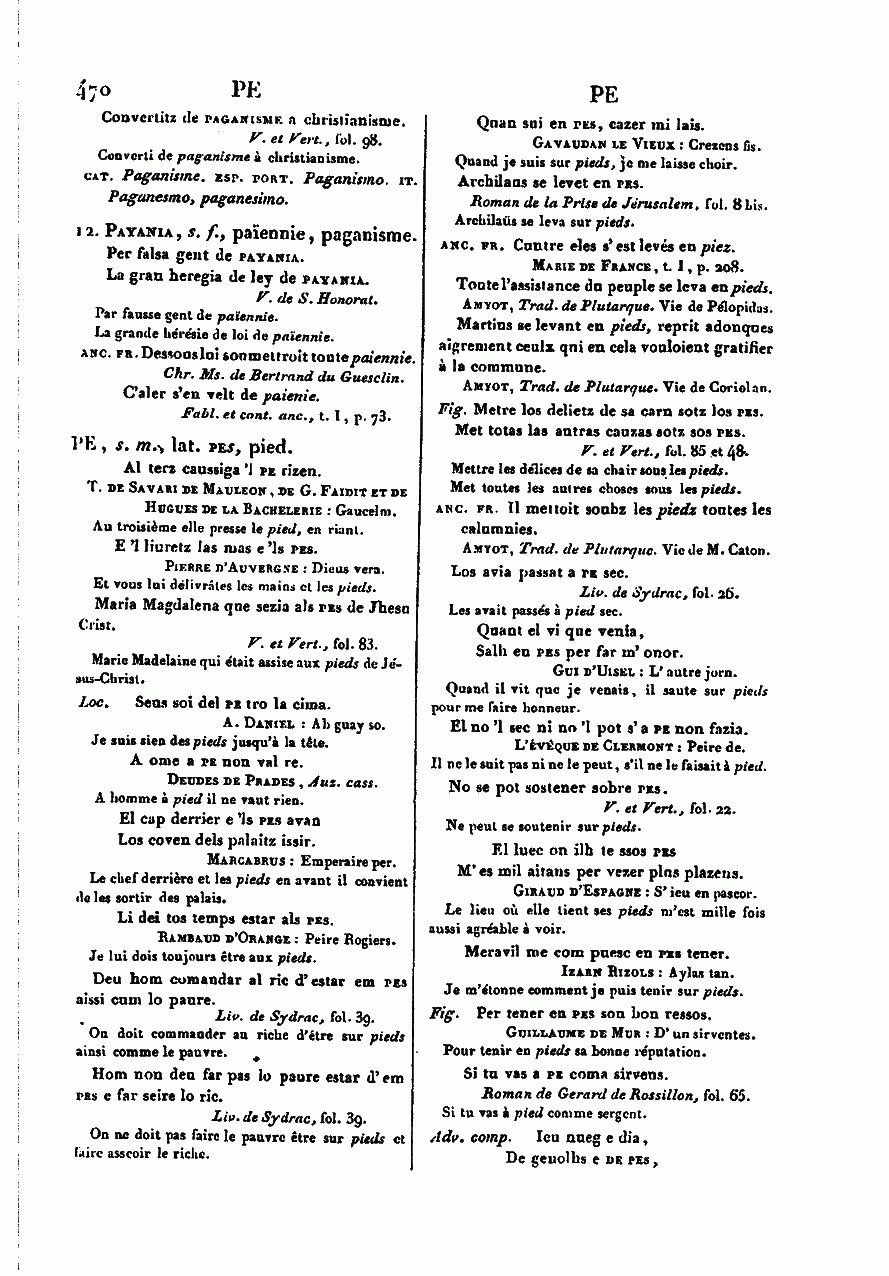 470 PE PE
Convertitz de PAGANISME a christianisme.
V. et Vert., fol. 98.
Converti de paganisme à christianisme.
CAT. Paganisme. ESP. PORT. Paganismo. IT.
Paganesmo, paganesimo.
12. PAYANIA, s. f., païennie, paganisme.
Per falsa gent de PAYANIA.
La gran heregia de ley de PAYANIA.
V. de S. Honorat.
Par fausse gent de païennie.
La grande hérésie de loi de païennie.
ANC. FR. Dessous lui soumettroit toute paiennie.
Chr. Ms. de Bertrand du Guesclin.
C'aler s'en velt de paienie.
Fabl. et cont. anc., t. I, p. 73.
PE, s. m., lat. PES, pied.
Al terz caussiga 'l PE rizen.
T. DE SAVARI DE MAULEON, DE G. FAIDIT ET DE
HUGUES DE LA BACHELERIE : Gaucelm.
Au troisième elle presse le pied, en riant.
E 'l liuretz las mas e 'ls PES.
PIERRE D'AUVERGNE : Dieus vera.
Et vous lui délivrâtes les mains et les pieds.
Maria Magdalena que sezia als PES de Jhesu
Crist.
V. et Vert., fol. 83.
Marie Madelaine qui était assise aux pieds de Jé-
sus-Christ.
Loc. Seus soi del PE tro la cima.
A. DANIEL : Ab guay so.
Je suis sien des pieds jusqu'à la tête.
A ome a PE non val re.
DEUDES DE PRADES, Auz. cass.
A homme à pied il ne vaut rien.
El cap derrier e 'ls PES avan
Los coven dels palaitz issir.
MARCABRUS : Emperaire per.
Le chef derrière et les pieds en avant il convient
de les sortir des palais.
Li dei tos temps estar als PES.
RAMBAUD D'ORANGE : Peire Rogiers.
Je lui dois toujours être aux pieds.
Deu hom comandar al ric d'estar em PES
aissi cum lo paure.
Liv. de Sydrac, fol. 39.
On doit commander au riche d'être sur pieds
ainsi comme le pauvre.
Hom non deu far pas lo paure estar d'em
PES e far seire lo ric.
Liv. de Sydrac, fol. 39.
On ne doit pas faire le pauvre être sur pieds et
faire asseoir le riche.
Quan sui en PES, cazer mi lais.
GAVAUDAN LE VIEUX : Crezens fis.
Quand je suis sur pieds, je me laisse choir.
Archilaus se levet en PES.
Roman de la Prise de Jérusalem, fol. 8 bis.
Archilaüs se leva sur pieds.
ANC. FR. Contre eles s'est levés en piez.
MARIE DE FRANCE, t. I, p. 208.
Toute l'assistance du peuple se leva en pieds.
AMYOT, Trad. de Plutarque. Vie de Pélopidas.
Martius se levant en pieds, reprit adonques
aigrement ceulx qui en cela vouloient gratifier
à la commune.
AMYOT, Trad. de Plutarque. Vie de Coriolan.
Fig. Metre los delietz de sa carn sotz los PES.
Met totas las autras cauzas sotz sos PES.
V. et Vert., fol. 85 et 48.
Mettre les délices de sa chair sous les pieds.
Met toutes les autres choses sous les pieds.
ANC. FR. Il mettoit soubz les pieds toutes les
calomnies.
AMYOT, Trad. de Plutarque. Vie de M. Caton.
Los avia passat a PE sec.
Liv. de Sydrac, fol. 26.
Les avait passés à pied sec.
Quant el vi que venia,
Salh en PES per far m'onor.
GUI D'UISEL : L'autre jorn.
Quand il vit que je venais, il saute sur pieds
pour me faire honneur.
El no 'l sec ni no 'l pot s'a PE non fazia.
L'ÉVÊQUE DE CLERMONT : Peire de.
Il ne le suit pas ni ne le peut, s'il ne le faisait à pied.
No se pot sostener sobre PES.
V. et Vert., fol. 22.
Ne peut se soutenir sur pieds.
El luec on ilh te ssos PES
M'es mil aitans per vezer plus plazens.
GIRAUD D'ESPAGNE : S'ieu en pascor.
Le lieu où elle tient ses pieds m'est mille fois
aussi agréable à voir.
Meravil me com puesc en PES tener.
IZARN RIZOLS : Aylas tan.
Je m'étonne comment je puis tenir sur pieds.
Fig. Per tener en PES son bon ressos.
GUILLAUME DE MUR : D'un sirventes.
Pour tenir en pieds sa bonne réputation.
Si tu vas a PE coma sirvens.
Roman de Gerard de Rossillon, fol. 65.
Si tu vas à pied comme sergent.
Adv. comp. Ieu nueg e dia,
De genolhs e DE PES,